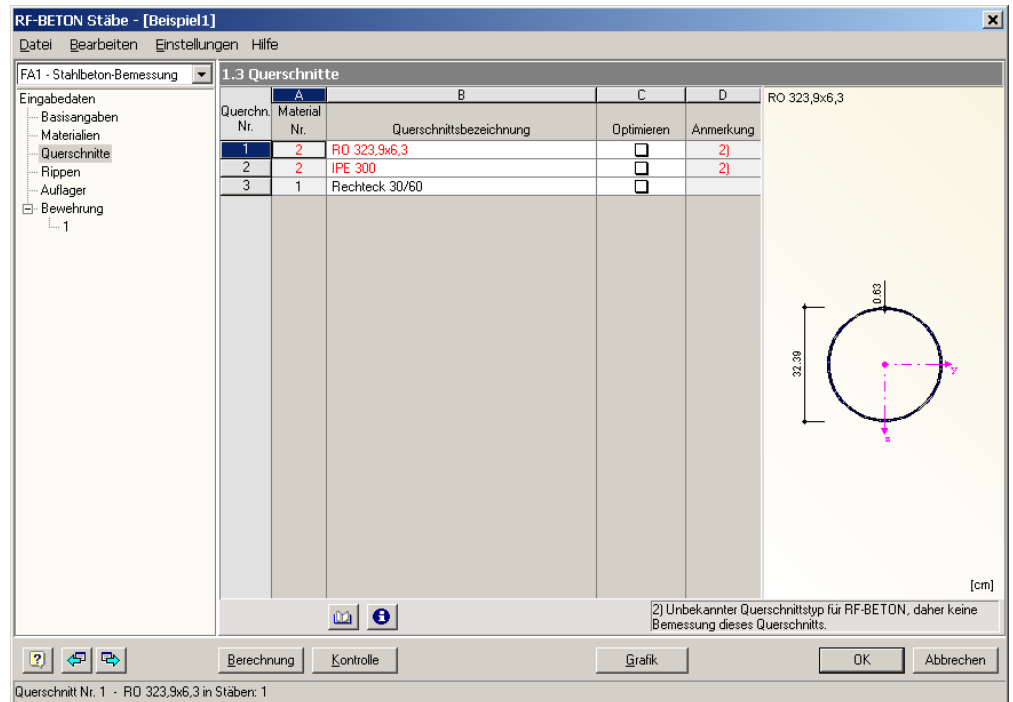 RF-BETON Stäbe - [Beispiel1]
Datei Bearbeiten Einstellungen Hilfe
FA1 - Stahlbeton-Bemessung
1.3 Querschnitte
Eingabedaten
Basisangaben
Materialien
Querschnitte
Rippen
Auflager
Bewehrung
1
A B C D
Querchn. Nr. Material Nr. Querschnittsbezeichnung Optimieren Anmerkung
1 2 RO 323,9x6,3 2)
2 2 IPE 300 2)
3 1 Rechteck 30/60
RO 323,9x6,3
0.63
32.39
y
z
[cm]
2) Unbekannter Querschnittstyp für RF-BETON, daher keine
Bemessung dieses Querschnitts.
Berechnung Kontrolle Grafik OK Abbrechen
Querschnitt Nr. 1 - RO 323,9x6,3 in Stäben: 1